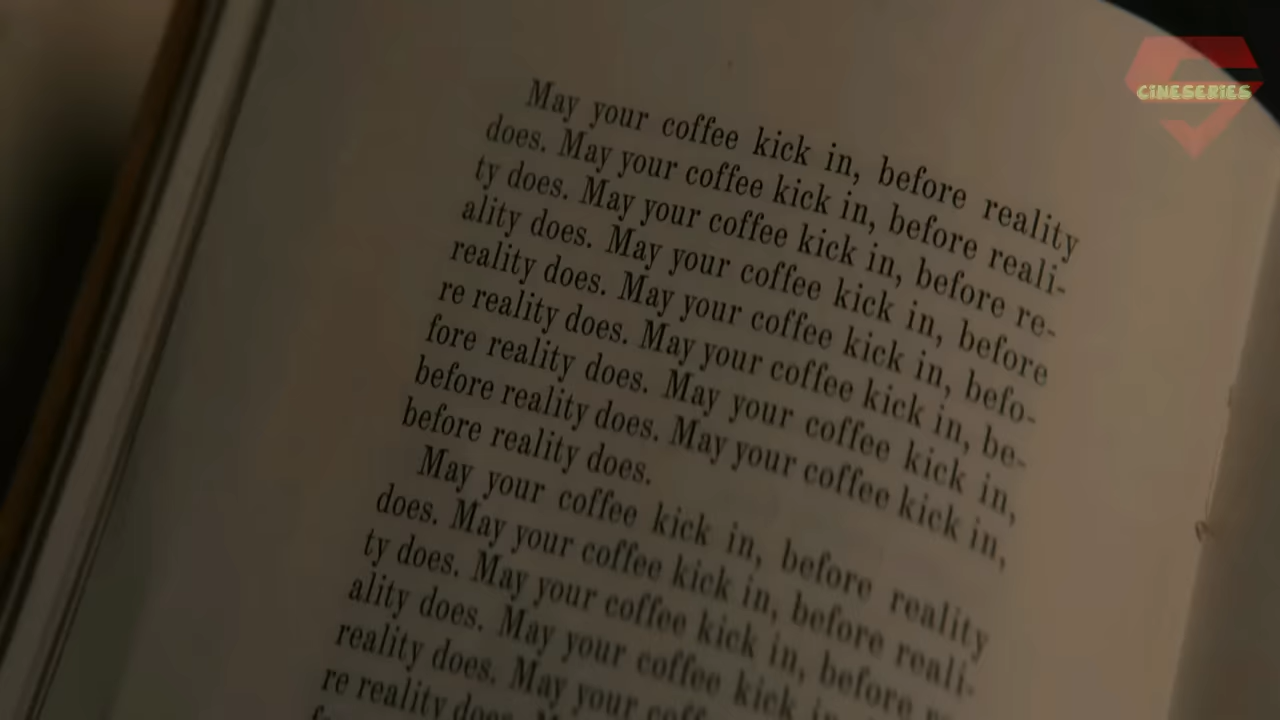 CINESERIES
May your coffee kick in, before reality
does. May your coffee kick in, before reali-
ty does. May your coffee kick in, before re-
ality does. May your coffee kick in, before
reality does. May your coffee kick in, befo-
re reality does. May your coffee kick in, be-
fore reality does. May your coffee kick in,
before reality does. May your coffee kick in,
before reality does.
May your coffee kick in, before reality
does. May your coffee kick in, before reali-
ty does. May your coffee kick in, before
ality does. May your coffee kick in,
reality does. May your
re reality does.